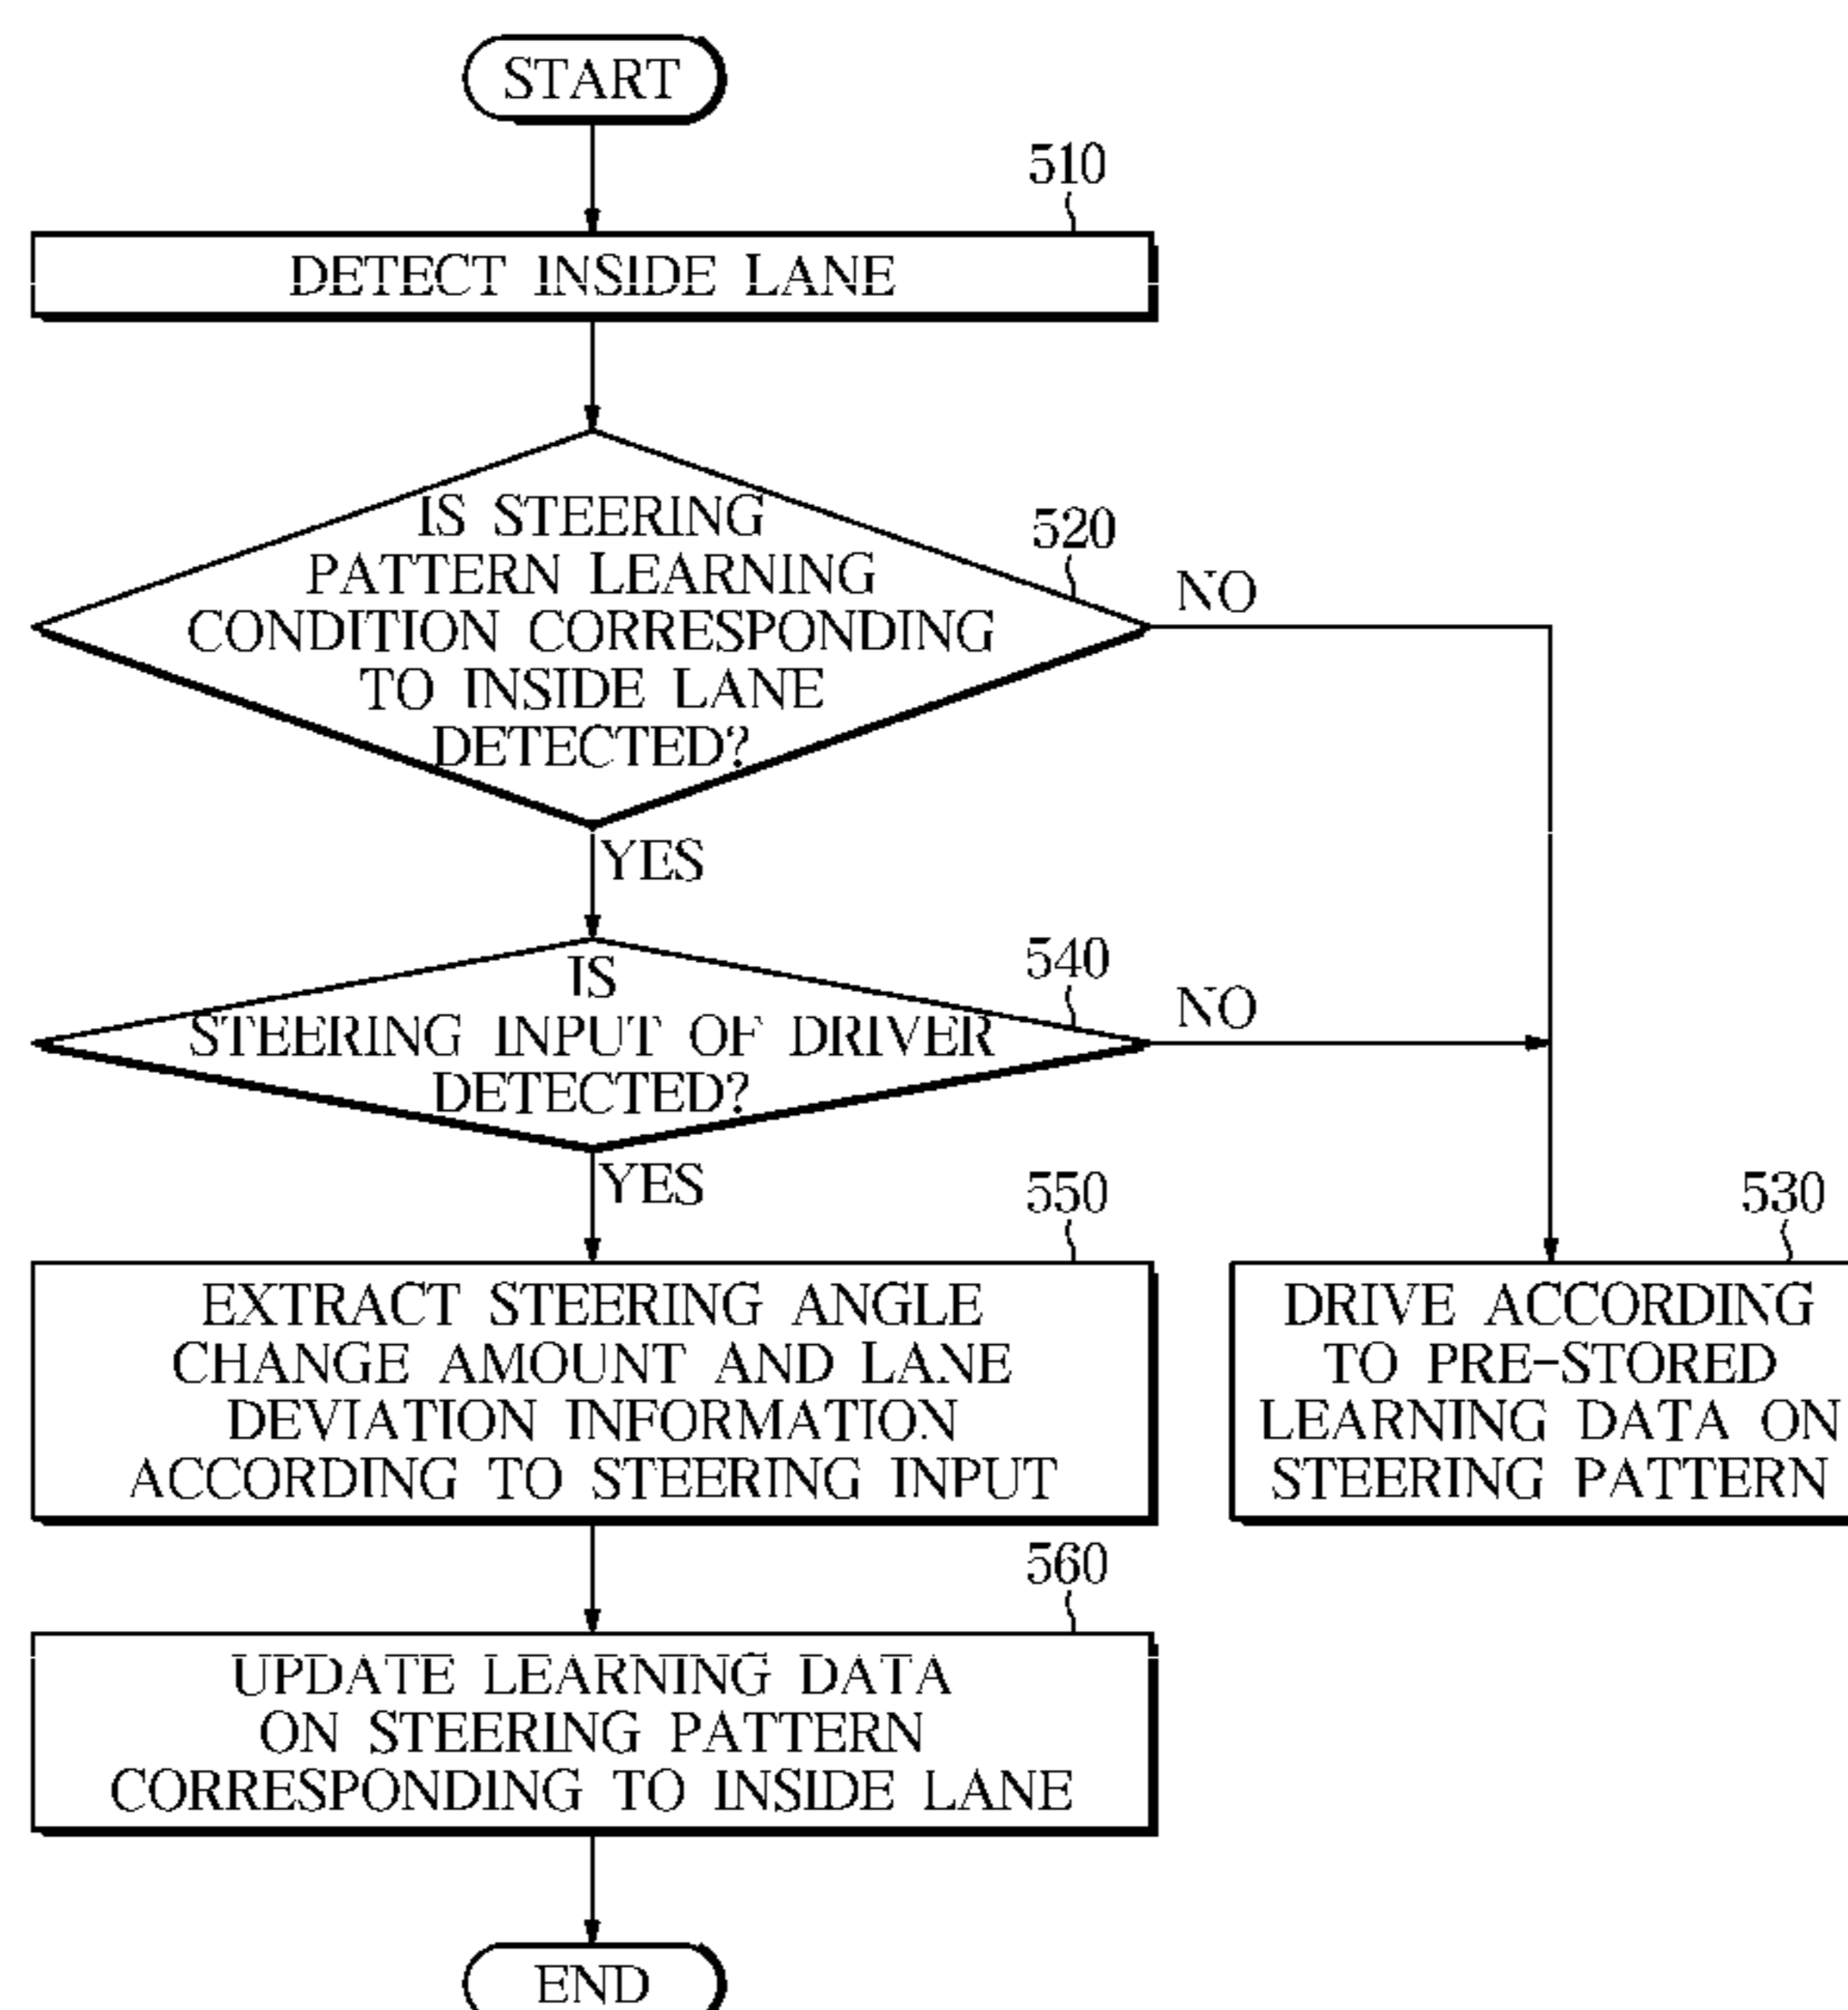 START
510
DETECT INSIDE LANE
520
IS STEERING
PATTERN LEARNING
CONDITION CORRESPONDING
TO INSIDE LANE
DETECTED?
NO
YES
540
IS
STEERING INPUT OF DRIVER
DETECTED?
NO
YES
550
EXTRACT STEERING ANGLE
CHANGE AMOUNT AND LANE
DEVIATION INFORMATION
ACCORDING TO STEERING INPUT
530
DRIVE ACCORDING
TO PRE-STORED
LEARNING DATA ON
STEERING PATTERN
560
UPDATE LEARNING DATA
ON STEERING PATTERN
CORRESPONDING TO INSIDE LANE
END